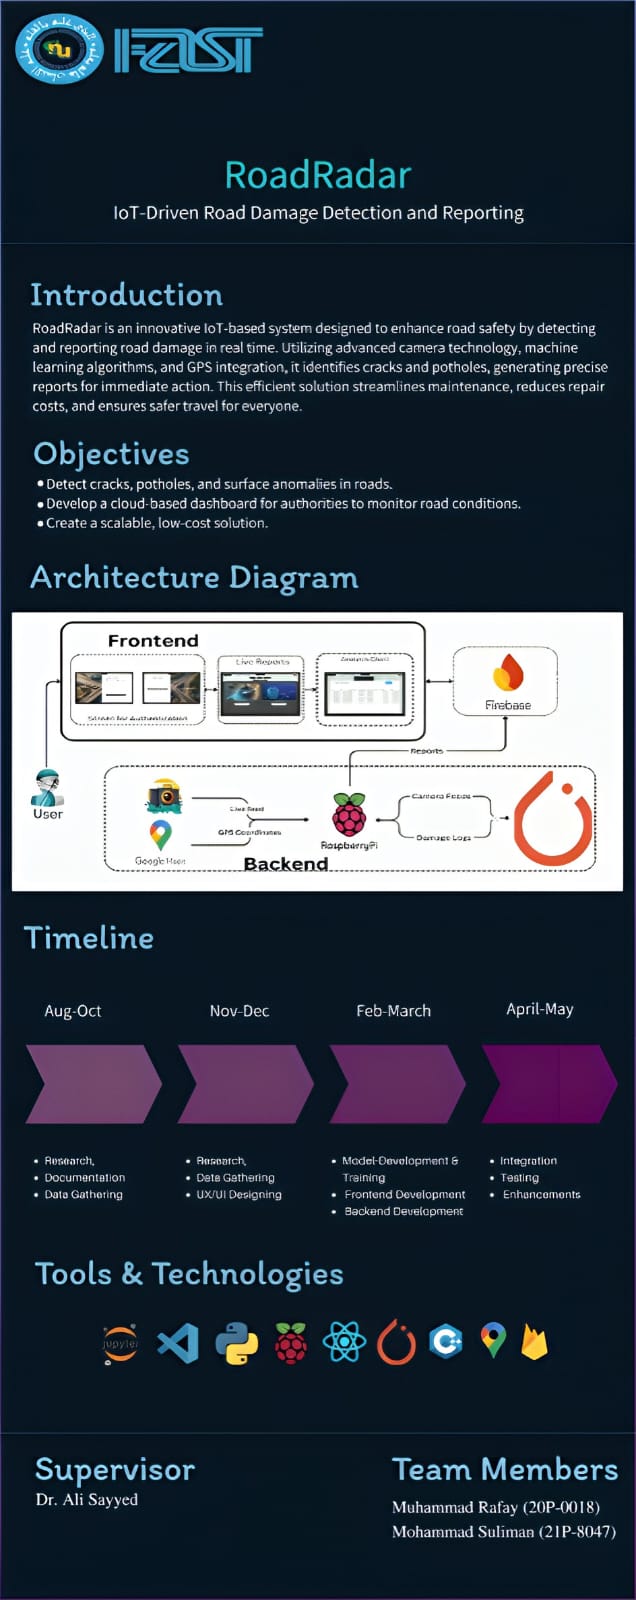 FAST
RoadRadar
IoT-Driven Road Damage Detection and Reporting
Introduction
RoadRadar is an innovative IoT-based system designed to enhance road safety by detecting
and reporting road damage in real time. Utilizing advanced camera technology, machine
learning algorithms, and GPS integration, it identifies cracks and potholes, generating precise
reports for immediate action. This efficient solution streamlines maintenance, reduces repair
costs, and ensures safer travel for everyone.
Objectives
• Detect cracks, potholes, and surface anomalies in roads.
• Develop a cloud-based dashboard for authorities to monitor road conditions.
• Create a scalable, low-cost solution.
Architecture Diagram
Frontend
Live Reports
Firebase
Reports
User
Live Feed
GPS Coordinates
Google Maps
RaspberryPi
Damage Logs
Backend
Timeline
Aug-Oct
Nov-Dec
Feb-March
April-May
• Research,
• Documentation
• Data Gathering
• Research,
• Data Gathering
• UX/UI Designing
• Model-Development &
Training
• Frontend Development
• Backend Development
• Integration
• Testing
• Enhancements
Tools & Technologies
jupyter
Supervisor
Dr. Ali Sayyed
Team Members
Muhammad Rafay (20P-0018)
Mohammad Suliman (21P-8047)